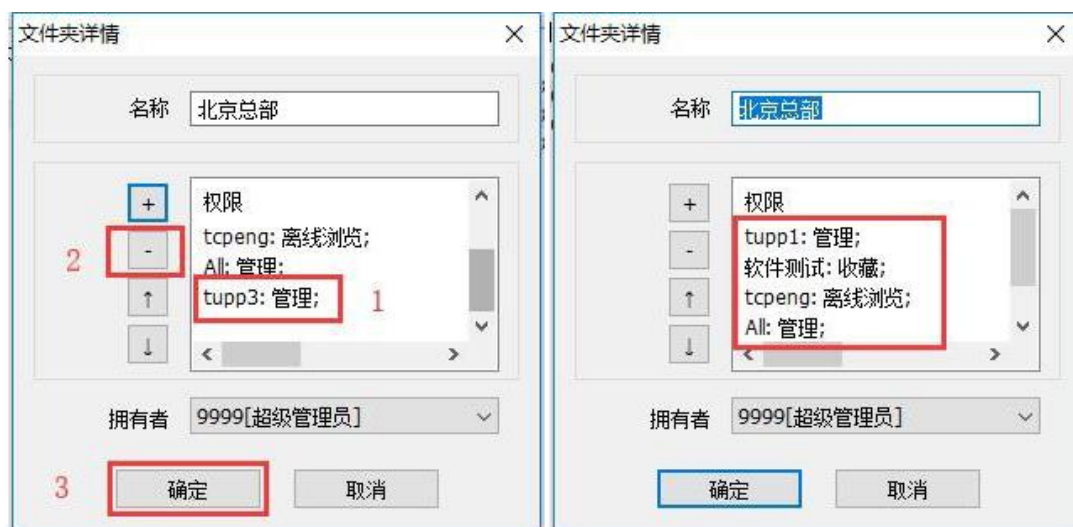 文件夹详情
名称
北京总部
+
权限
tcpeng: 离线浏览;
2
-
All: 管理;
tupp3: 管理;
1
↑
↓
拥有者
9999[超级管理员]
3
确定
取消
文件夹详情
名称
北京总部
+
权限
tupp1: 管理;
-
软件测试: 收藏;
tcpeng: 离线浏览;
↑
All: 管理;
↓
拥有者
9999[超级管理员]
确定
取消